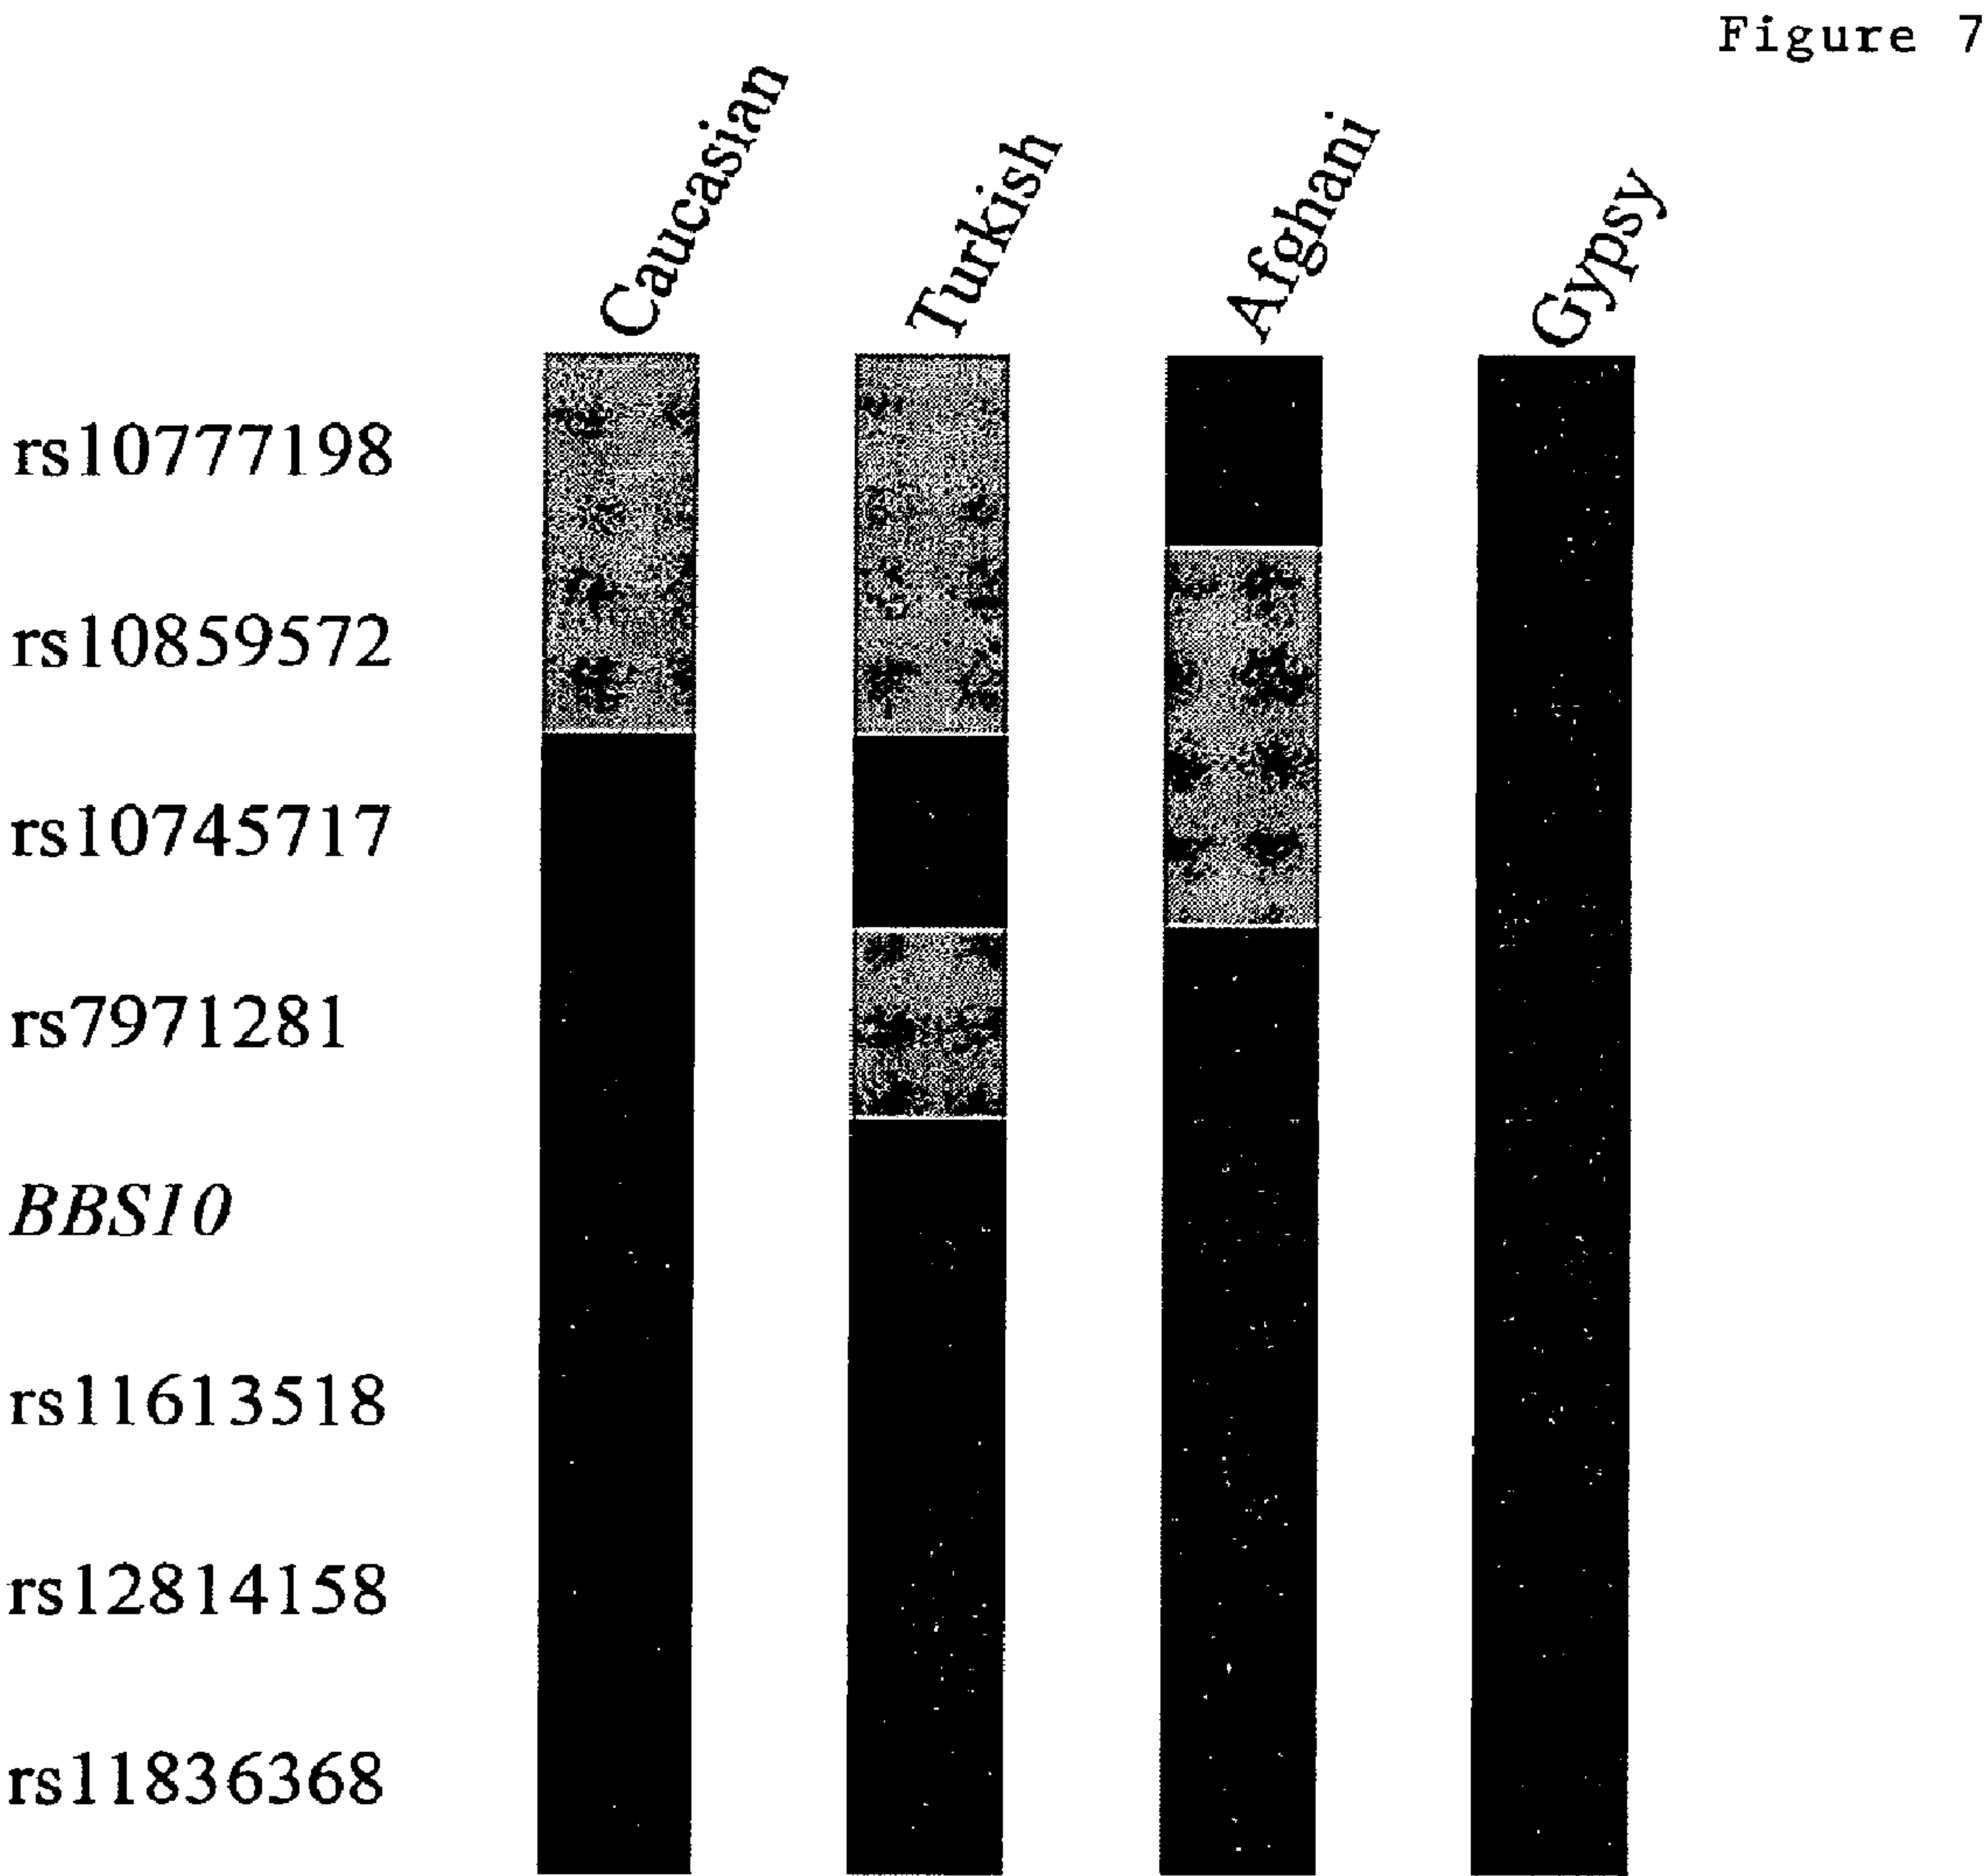 Figure 7
Caucasian
Turkish
Afghani
Gypsy
rs10777198
rs10859572
rs10745717
rs7971281
BBS10
rs11613518
rs12814158
rs11836368